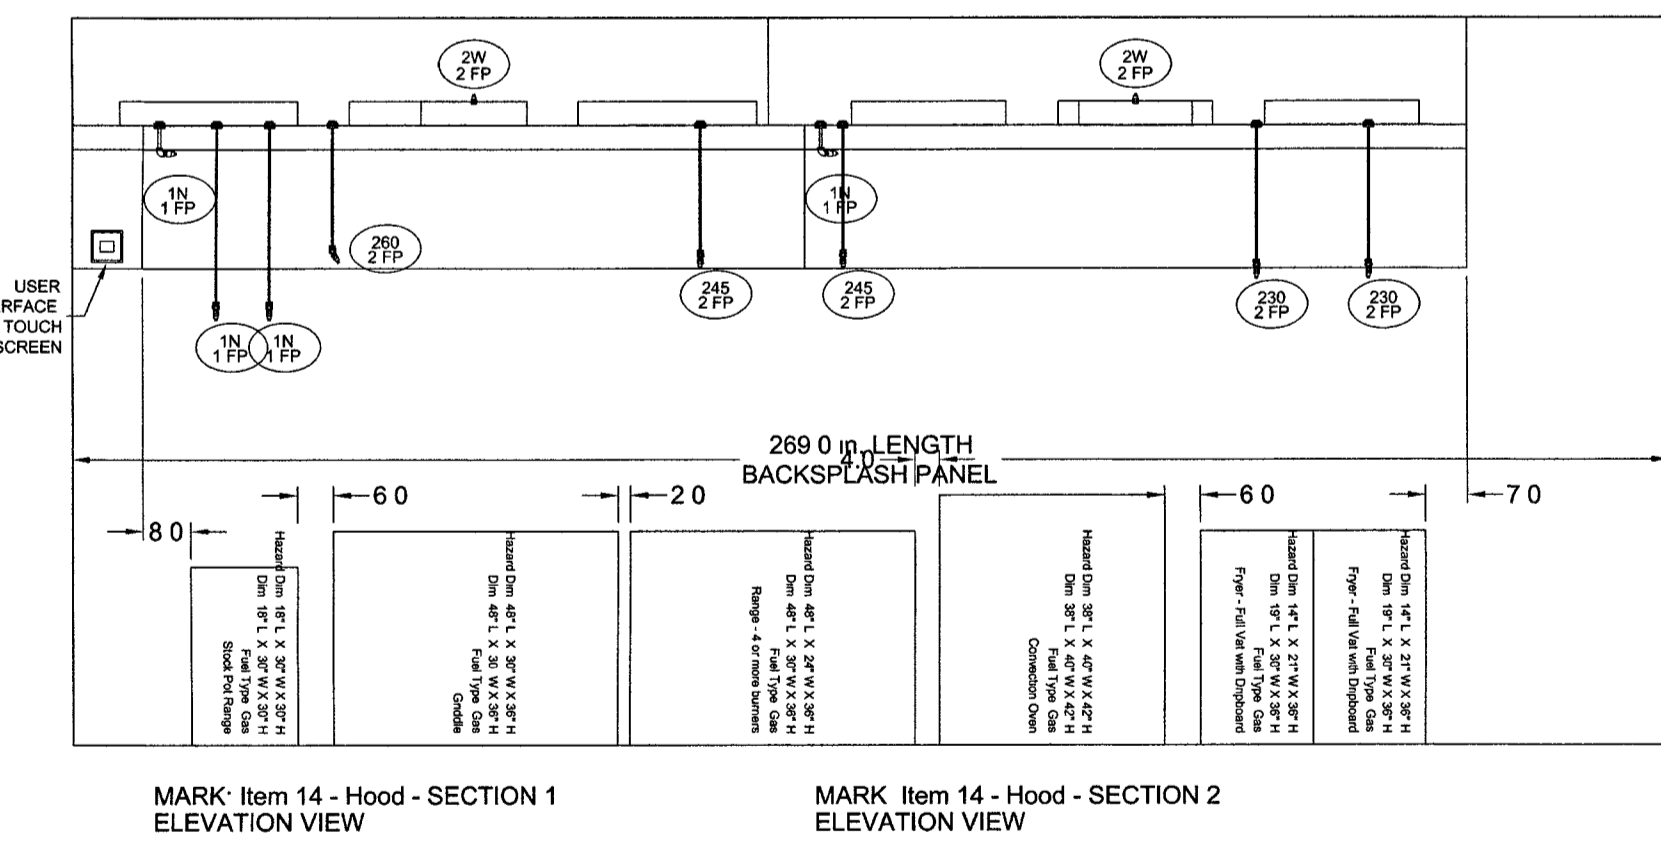 2W
2 FP
2W
2 FP
1N
1 FP
1N
1 FP
260
2 FP
245
2 FP
245
2 FP
230
2 FP
230
2 FP
1N
1 FP
1N
1 FP
USER
RFACE
TOUCH
SCREEN
269 0 in. LENGTH
BACKSPLASH PANEL
4.0
8 0
6 0
2 0
6 0
7 0
Hazard Dim 18" L X 30" W X 30" H
Dim 18" L X 30" W X 30" H
Fuel Type Gas
Stock Pot Range
Hazard Dim 48" L X 30" W X 36" H
Dim 48" L X 30 W X 36" H
Fuel Type Gas
Griddle
Hazard Dim 48" L X 24" W X 36" H
Dim 48" L X 30" W X 36" H
Fuel Type Gas
Range - 4 or more burners
Hazard Dim 38" L X 40" W X 42" H
Dim 38" L X 40" W X 42" H
Fuel Type Gas
Convection Oven
Hazard Dim 14" L X 21" W X 36" H
Dim 19" L X 30" W X 36" H
Fuel Type Gas
Fryer - Full Vat with Dripboard
Hazard Dim 14" L X 21" W X 36" H
Dim 19" L X 30" W X 36" H
Fuel Type Gas
Fryer - Full Vat with Dripboard
MARK· Item 14 - Hood - SECTION 1
ELEVATION VIEW
MARK Item 14 - Hood - SECTION 2
ELEVATION VIEW